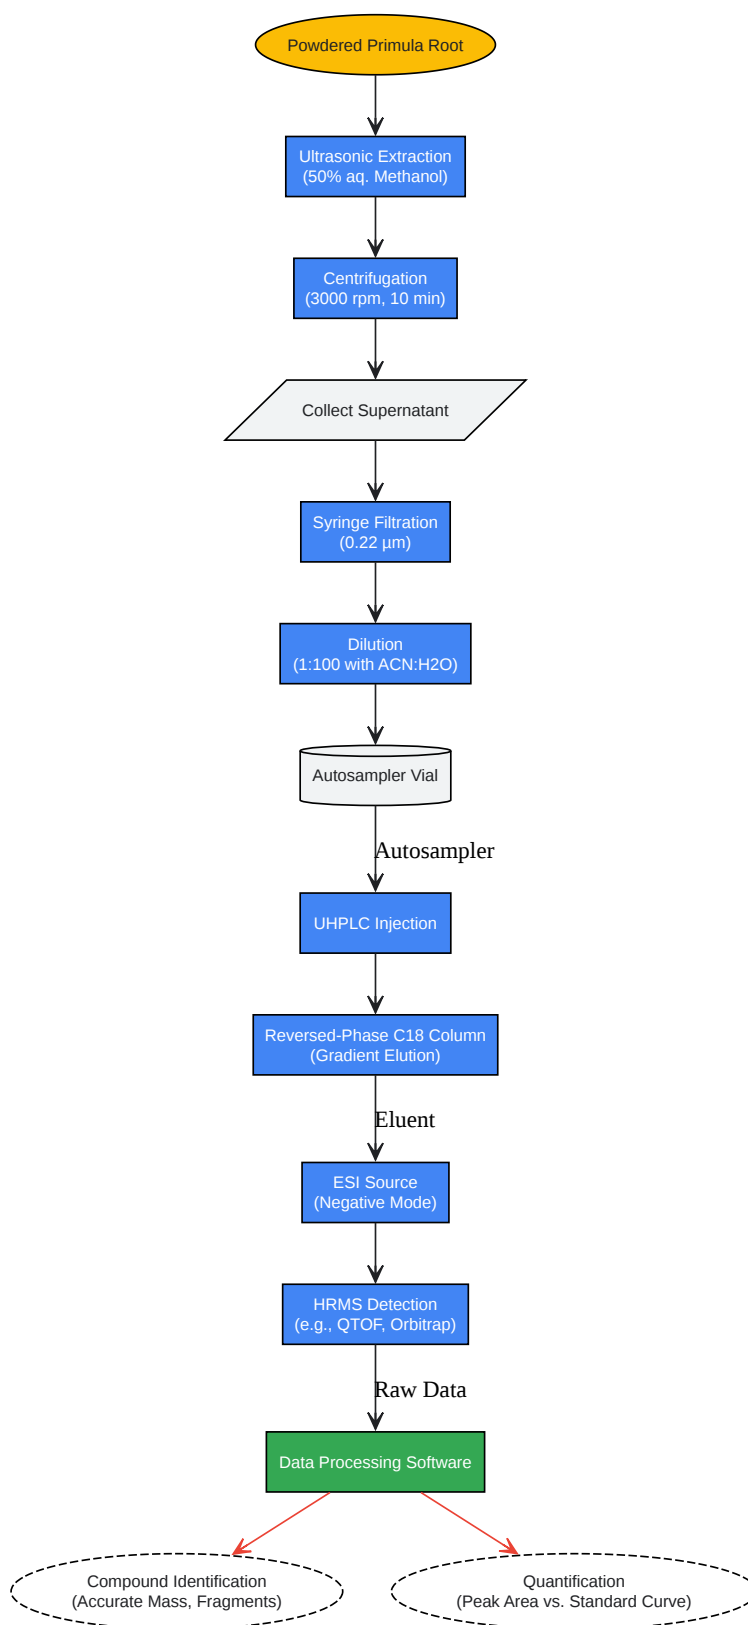 Powdered Primula Root
Ultrasonic Extraction
(50% aq. Methanol)
Centrifugation
(3000 rpm, 10 min)
Collect Supernatant
Syringe Filtration
(0.22 µm)
Dilution
(1:100 with ACN:H2O)
Autosampler Vial
Autosampler
UHPLC Injection
Reversed-Phase C18 Column
(Gradient Elution)
Eluent
ESI Source
(Negative Mode)
HRMS Detection
(e.g., QTOF, Orbitrap)
Raw Data
Data Processing Software
Compound Identification
(Accurate Mass, Fragments)
Quantification
(Peak Area vs. Standard Curve)